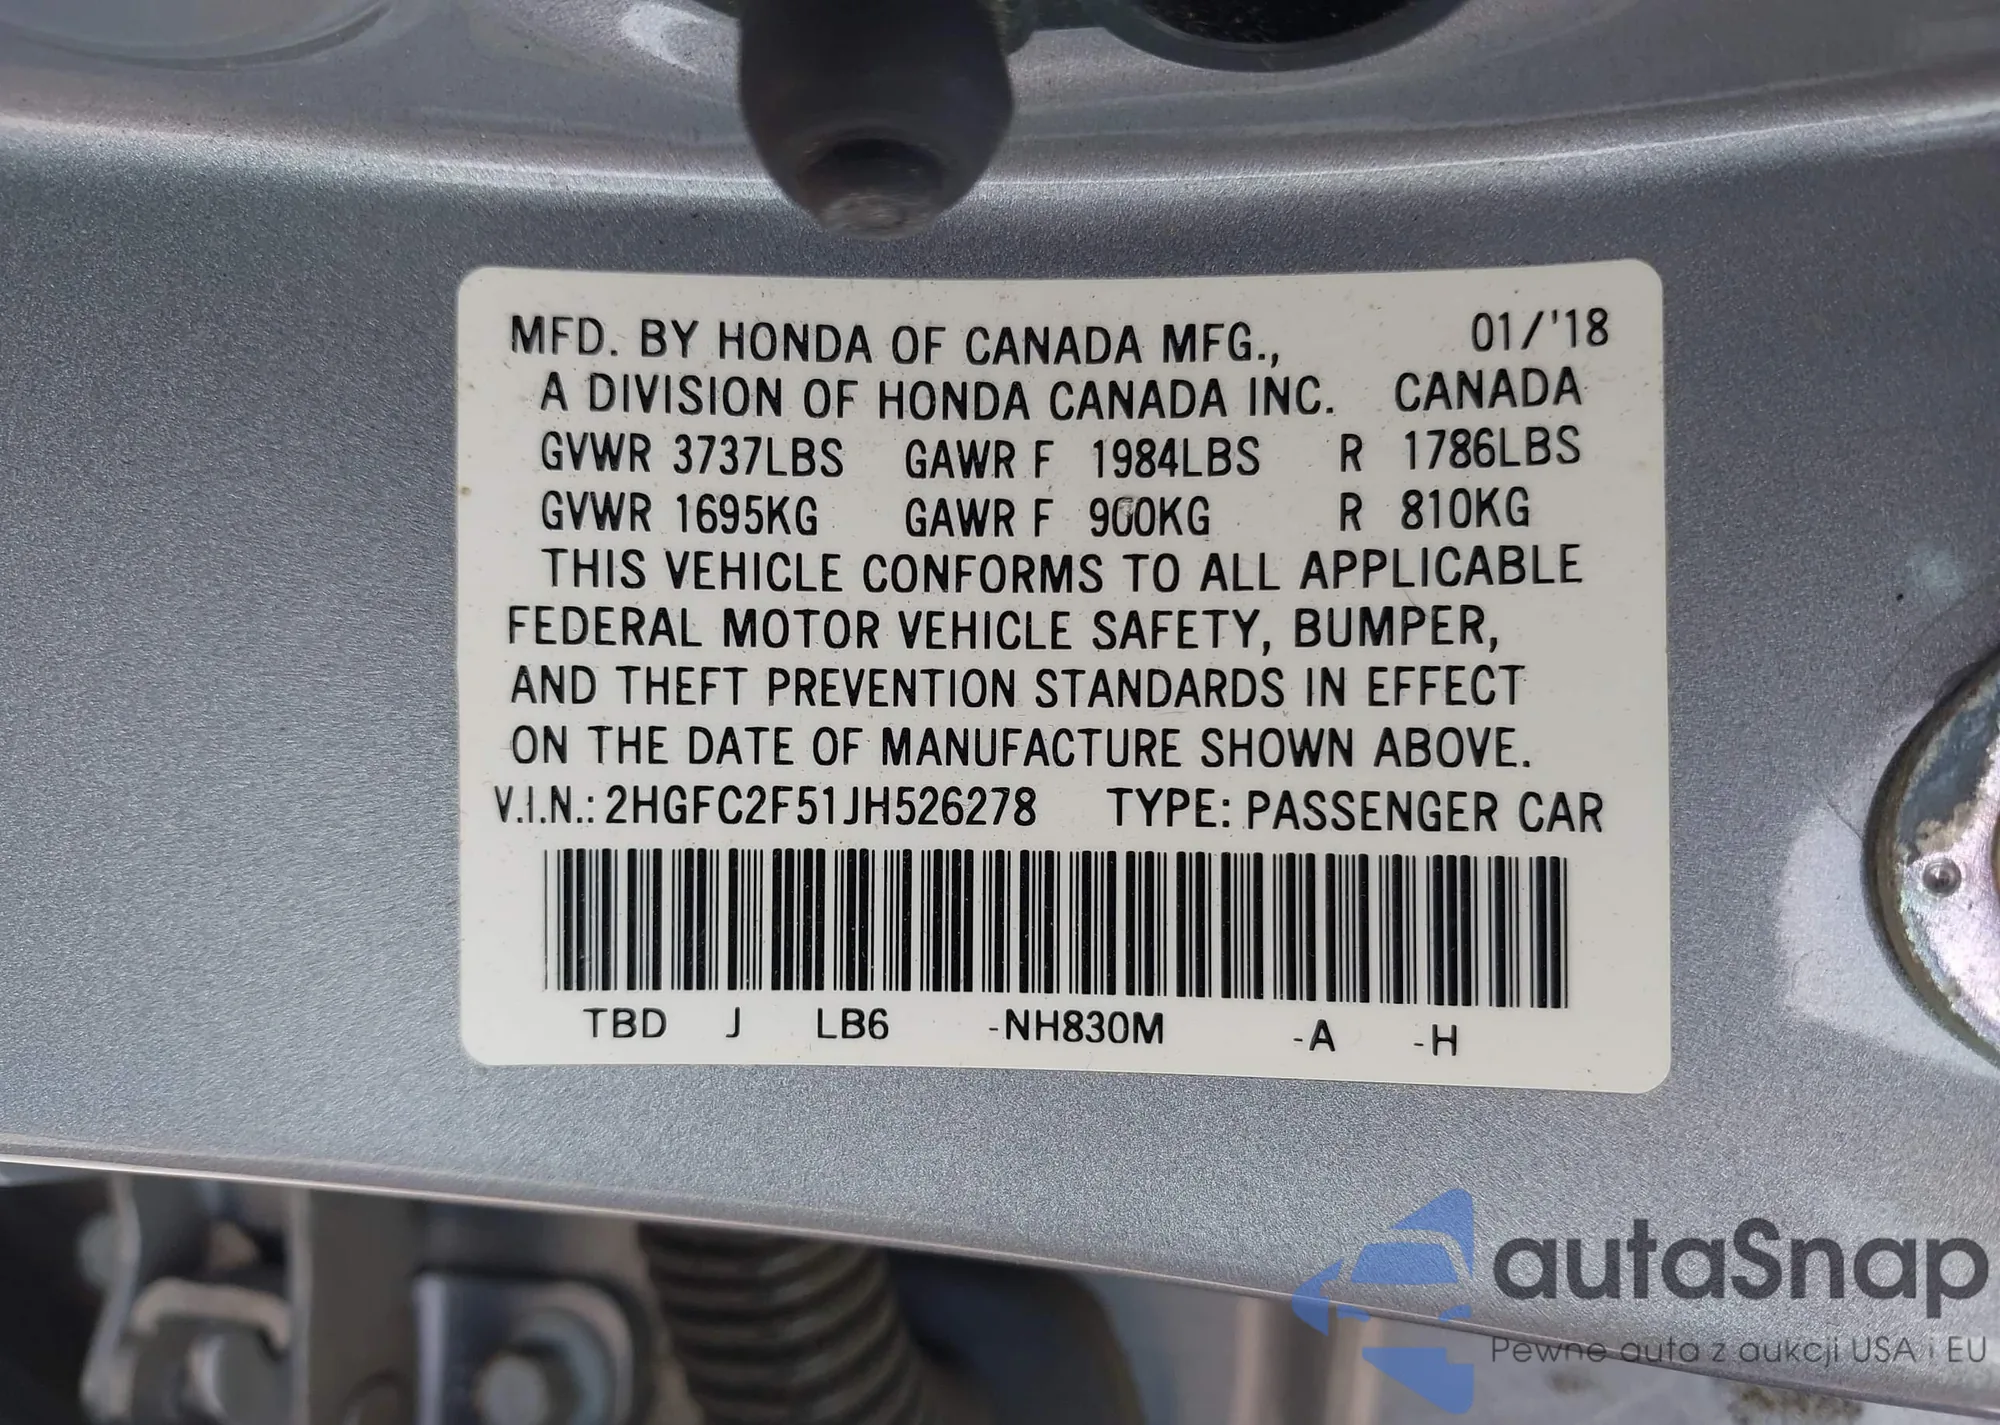 MFD. BY HONDA OF CANADA MFG., 01/'18
A DIVISION OF HONDA CANADA INC. CANADA
GVWR 3737LBS GAWR F 1984LBS R 1786LBS
GVWR 1695KG GAWR F 900KG R 810KG
THIS VEHICLE CONFORMS TO ALL APPLICABLE
FEDERAL MOTOR VEHICLE SAFETY, BUMPER,
AND THEFT PREVENTION STANDARDS IN EFFECT
ON THE DATE OF MANUFACTURE SHOWN ABOVE.
V.I.N.: 2HGFC2F51JH526278 TYPE: PASSENGER CAR
TBD J LB6 -NH830M -A -H
autaSnap
Pewne auta z aukcji USA i EU